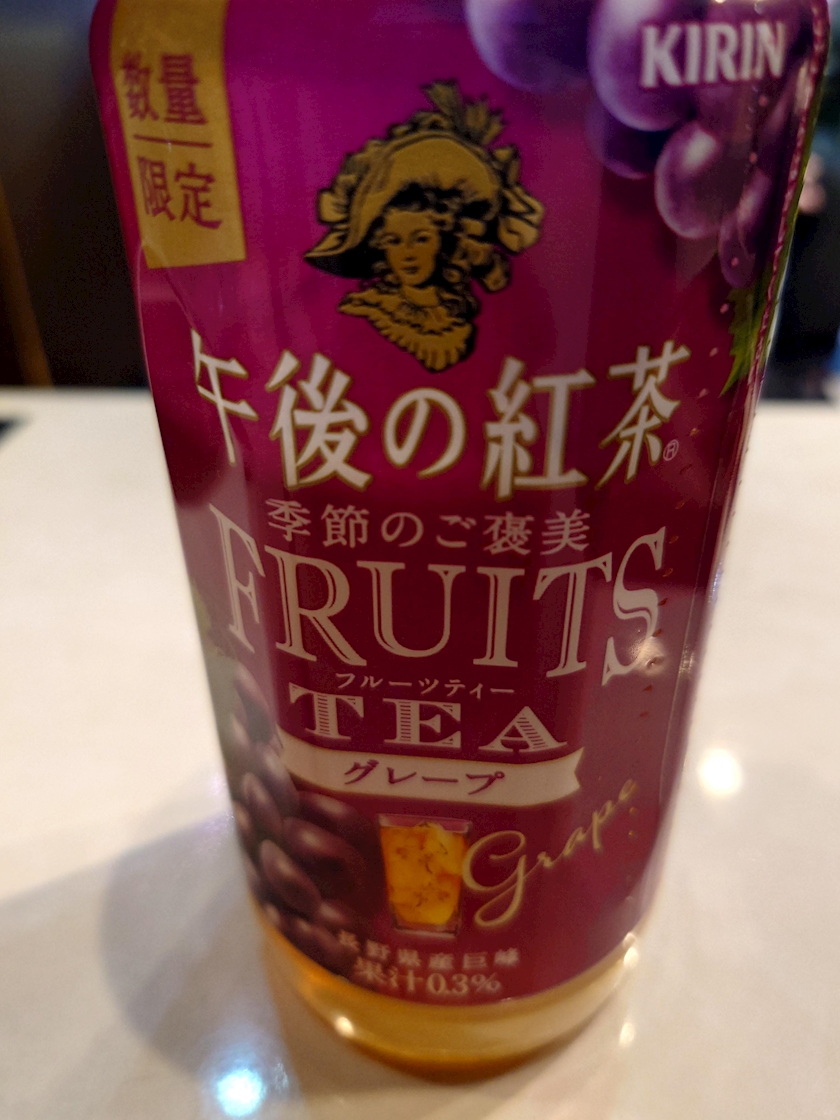 KIRIN
数量
限定
午後の紅茶®
季節のご褒美
FRUITS
フルーツティー
TEA
グレープ
Grape
長野県産巨峰
果汁0.3%